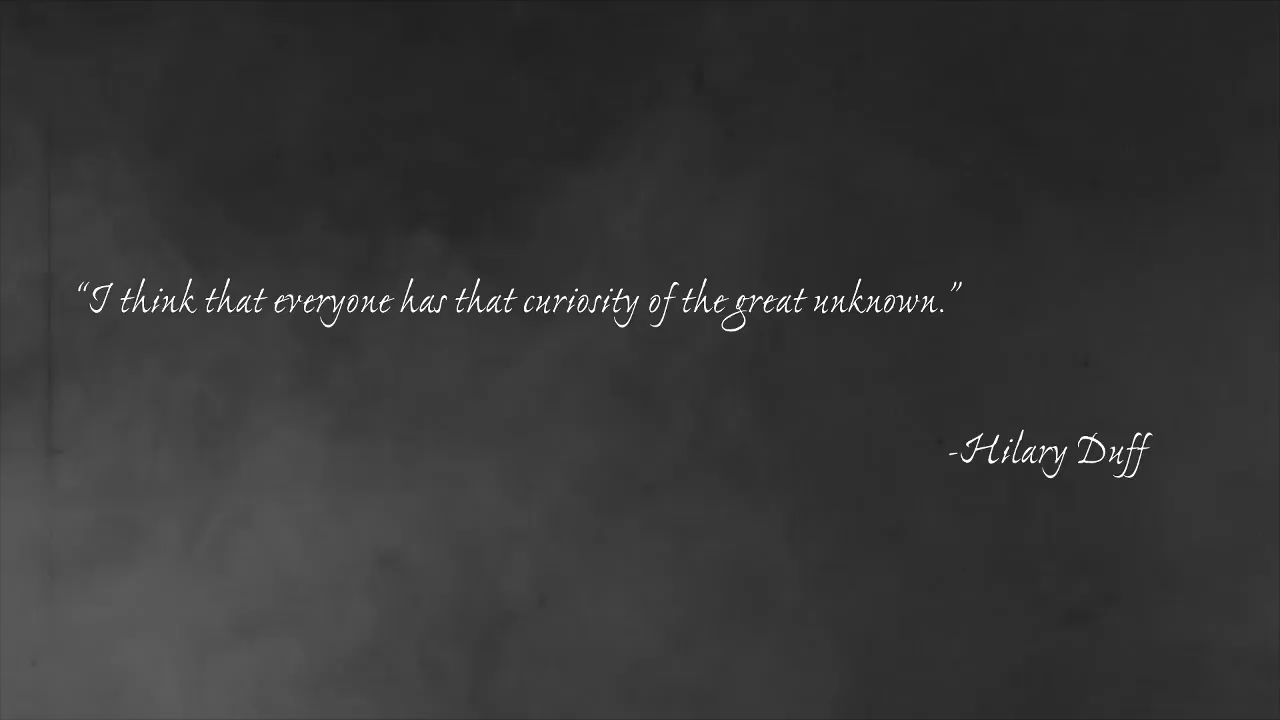 “I think that everyone has that curiosity of the great unknown.”
-Hilary Duff